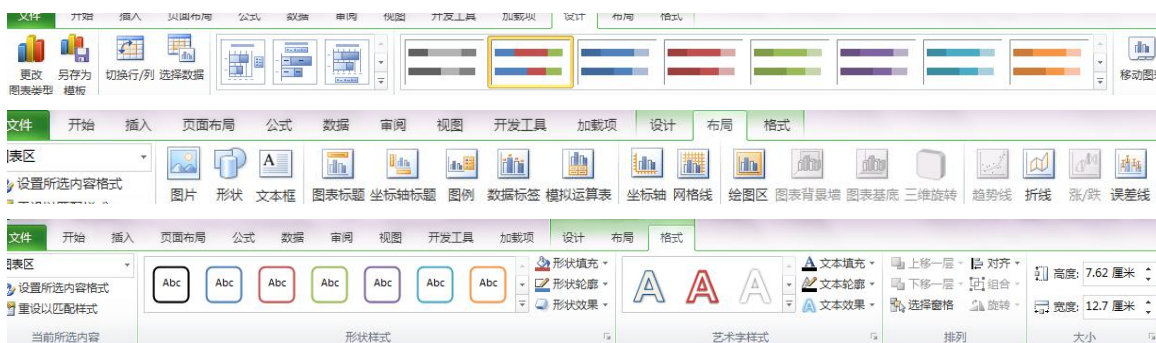 文件 开始 插入 页面布局 公式 数据 审阅 视图 开发工具 加载项 设计 布局 格式
更改 另存为 切换行/列 选择数据 移动图表
图表类型 模板
文件 开始 插入 页面布局 公式 数据 审阅 视图 开发工具 加载项 设计 布局 格式
图表区
设置所选内容格式
图片 形状 文本框 图表标题 坐标轴标题 图例 数据标签 模拟运算表 坐标轴 网格线 绘图区 图表背景墙 图表基底 三维旋转 趋势线 折线 涨/跌 误差线
文件 开始 插入 页面布局 公式 数据 审阅 视图 开发工具 加载项 设计 布局 格式
图表区 形状填充 文本填充 上移一层 对齐 高度: 7.62 厘米
设置所选内容格式 Abc Abc Abc Abc Abc Abc Abc 形状轮廓 A A A 文本轮廓 下移一层 组合
重设以匹配样式 形状效果 文本效果 选择窗格 旋转 宽度: 12.7 厘米
当前所选内容 形状样式 艺术字样式 排列 大小